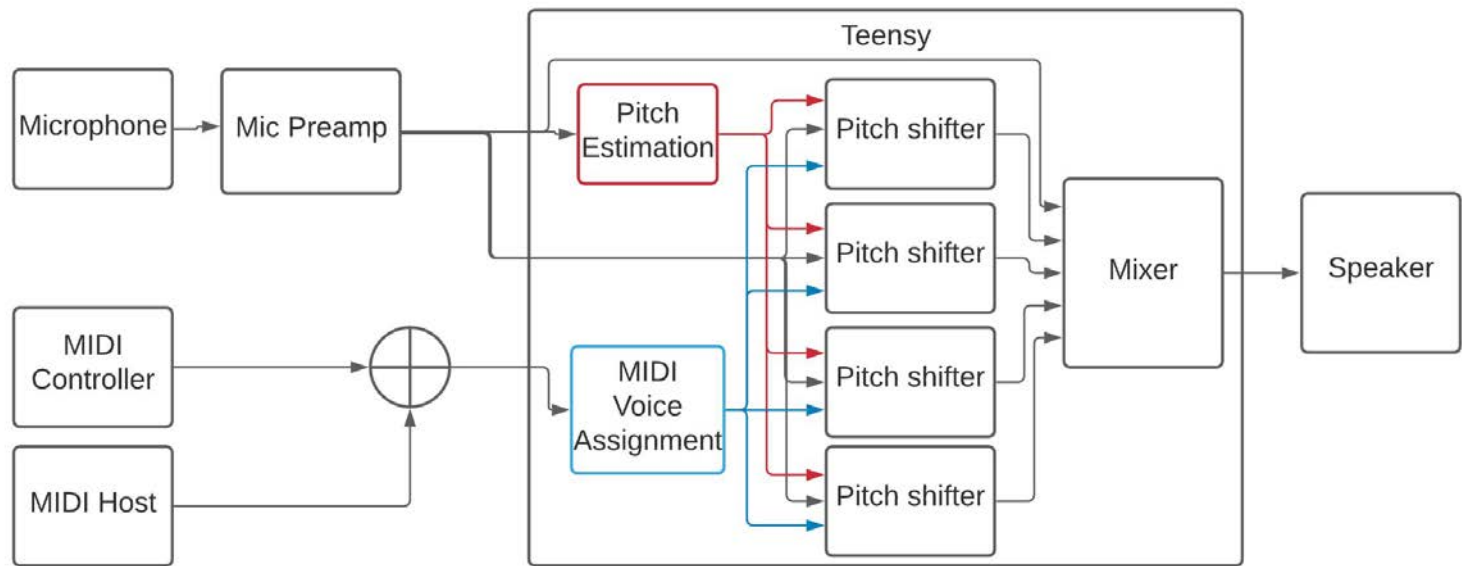 Teensy
Microphone
Mic Preamp
Pitch
Estimation
Pitch shifter
Pitch shifter
Mixer
Speaker
MIDI
Controller
MIDI
Voice
Assignment
Pitch shifter
MIDI Host
Pitch shifter